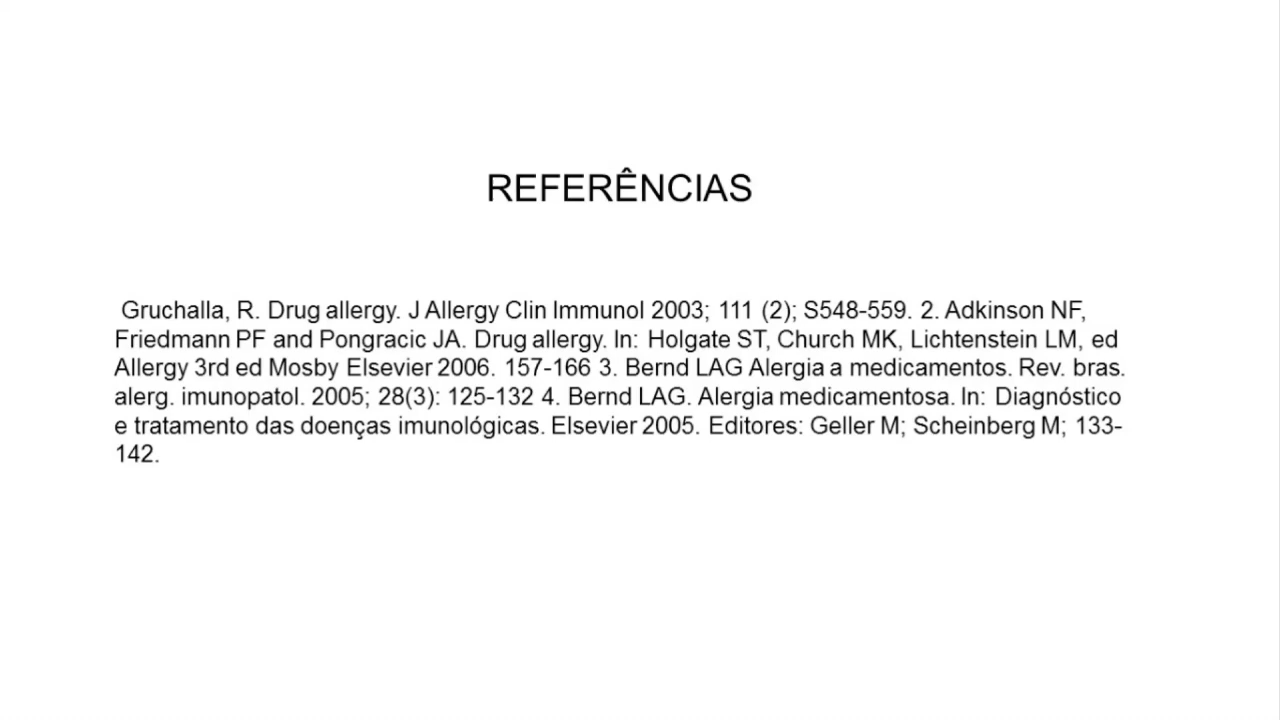 REFERÊNCIAS
Gruchalla, R. Drug allergy. J Allergy Clin Immunol 2003; 111 (2); S548-559. 2. Adkinson NF,
Friedmann PF and Pongracic JA. Drug allergy. In: Holgate ST, Church MK, Lichtenstein LM, ed
Allergy 3rd ed Mosby Elsevier 2006. 157-166 3. Bernd LAG Alergia a medicamentos. Rev. bras.
alerg. imunopatol. 2005; 28(3): 125-132 4. Bernd LAG. Alergia medicamentosa. In: Diagnóstico
e tratamento das doenças imunológicas. Elsevier 2005. Editores: Geller M; Scheinberg M; 133-
142.